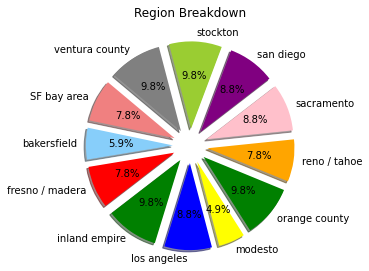 Region Breakdown
stockton
9.8%
san diego
8.8%
sacramento
8.8%
reno / tahoe
7.8%
orange county
9.8%
modesto
4.9%
los angeles
8.8%
inland empire
9.8%
fresno / madera
7.8%
bakersfield
5.9%
SF bay area
7.8%
ventura county
9.8%